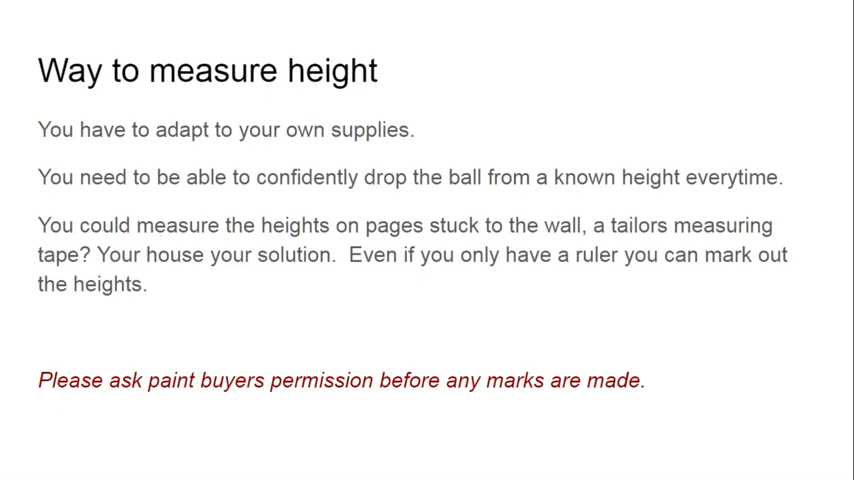 Way to measure height
You have to adapt to your own supplies.
You need to be able to confidently drop the ball from a known height everytime.
You could measure the heights on pages stuck to the wall, a tailors measuring
tape? Your house your solution.  Even if you only have a ruler you can mark out
the heights.
Please ask paint buyers permission before any marks are made.